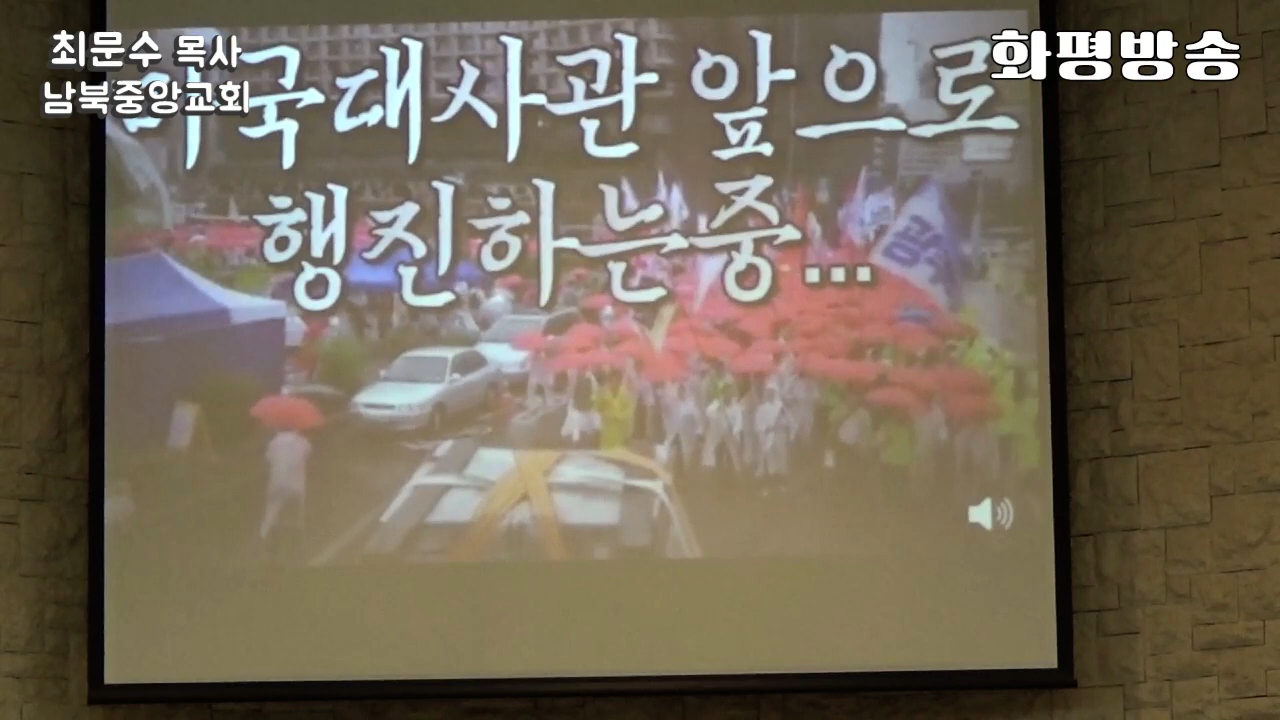 최문수 목사
남북중앙교회
화평방송
미국대사관 앞으로
행진하는중...